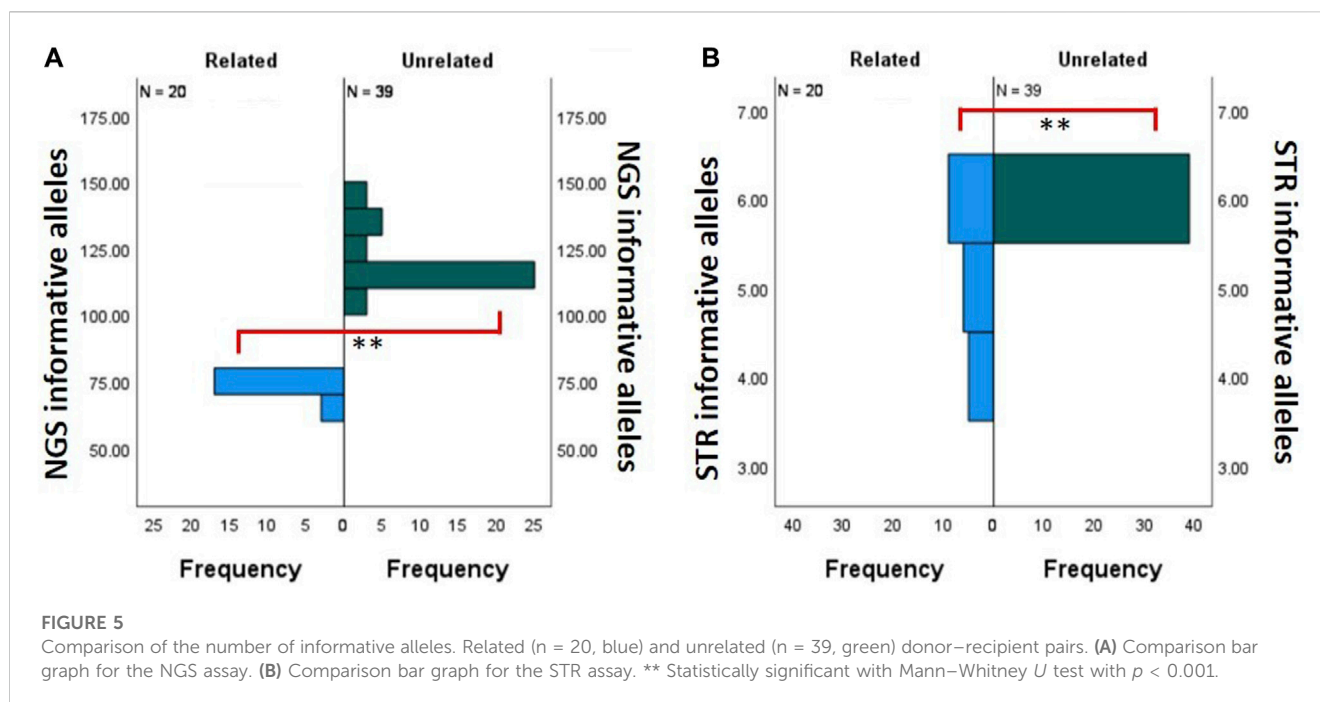 A
Related
Unrelated
N = 20
N = 39
NGS informative alleles
175.00
150.00
125.00
100.00
75.00
50.00
**
175.00
150.00
125.00
100.00
75.00
50.00
NGS informative alleles
25 20 15 10 5 0 5 10 15 20 25
Frequency
Frequency
B
Related
Unrelated
N = 20
N = 39
STR informative alleles
7.00
6.00
5.00
4.00
3.00
**
7.00
6.00
5.00
4.00
3.00
STR informative alleles
40 30 20 10 0 10 20 30 40
Frequency
Frequency
FIGURE 5
Comparison of the number of informative alleles. Related (n = 20, blue) and unrelated (n = 39, green) donor–recipient pairs. (A) Comparison bar
graph for the NGS assay. (B) Comparison bar graph for the STR assay. ** Statistically significant with Mann–Whitney U test with p < 0.001.